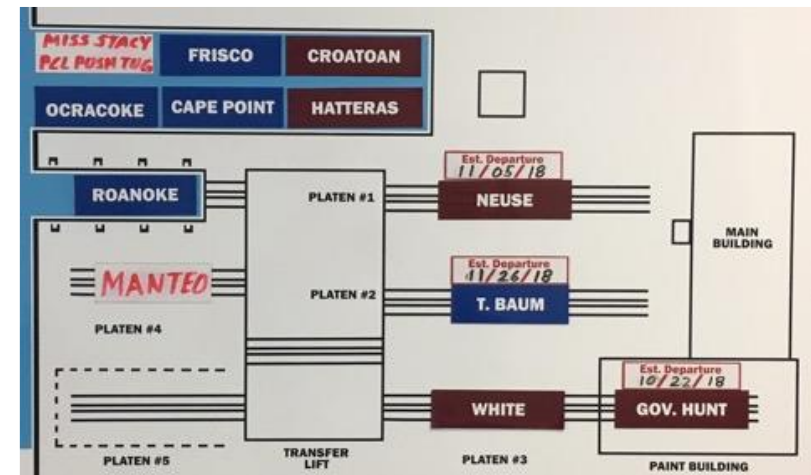 MISS STACY
PCL PUSH TUG
FRISCO
CROATOAN
OCRACOKE
CAPE POINT
HATTERAS
ROANOKE
PLATEN #1
Est. Departure
11/05/18
NEUSE
MAIN
BUILDING
MANTEO
PLATEN #2
Est. Departure
11/26/18
T. BAUM
PLATEN #4
Est. Departure
10/22/18
WHITE
GOV. HUNT
PLATEN #5
TRANSFER
LIFT
PLATEN #3
PAINT BUILDING